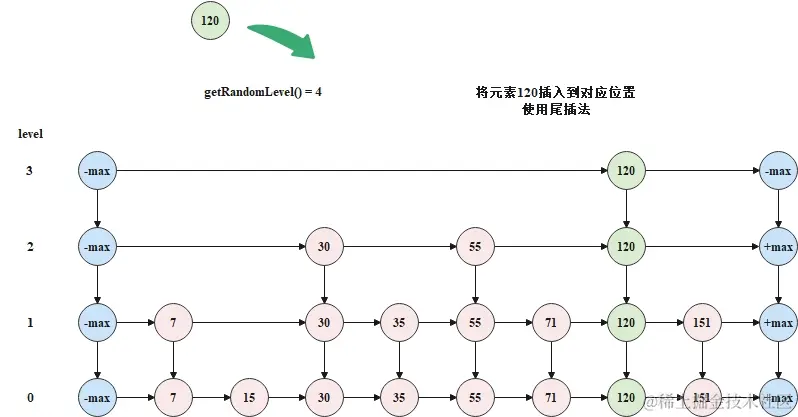 120
getRandomLevel() = 4
将元素120插入到对应位置
使用尾插法
level
3 -max 120 -max
2 -max 30 55 120 +max
1 -max 7 30 35 55 71 120 151 +max
0 -max 7 15 30 35 55 71 120 151 +max
@稀土掘金技术社区